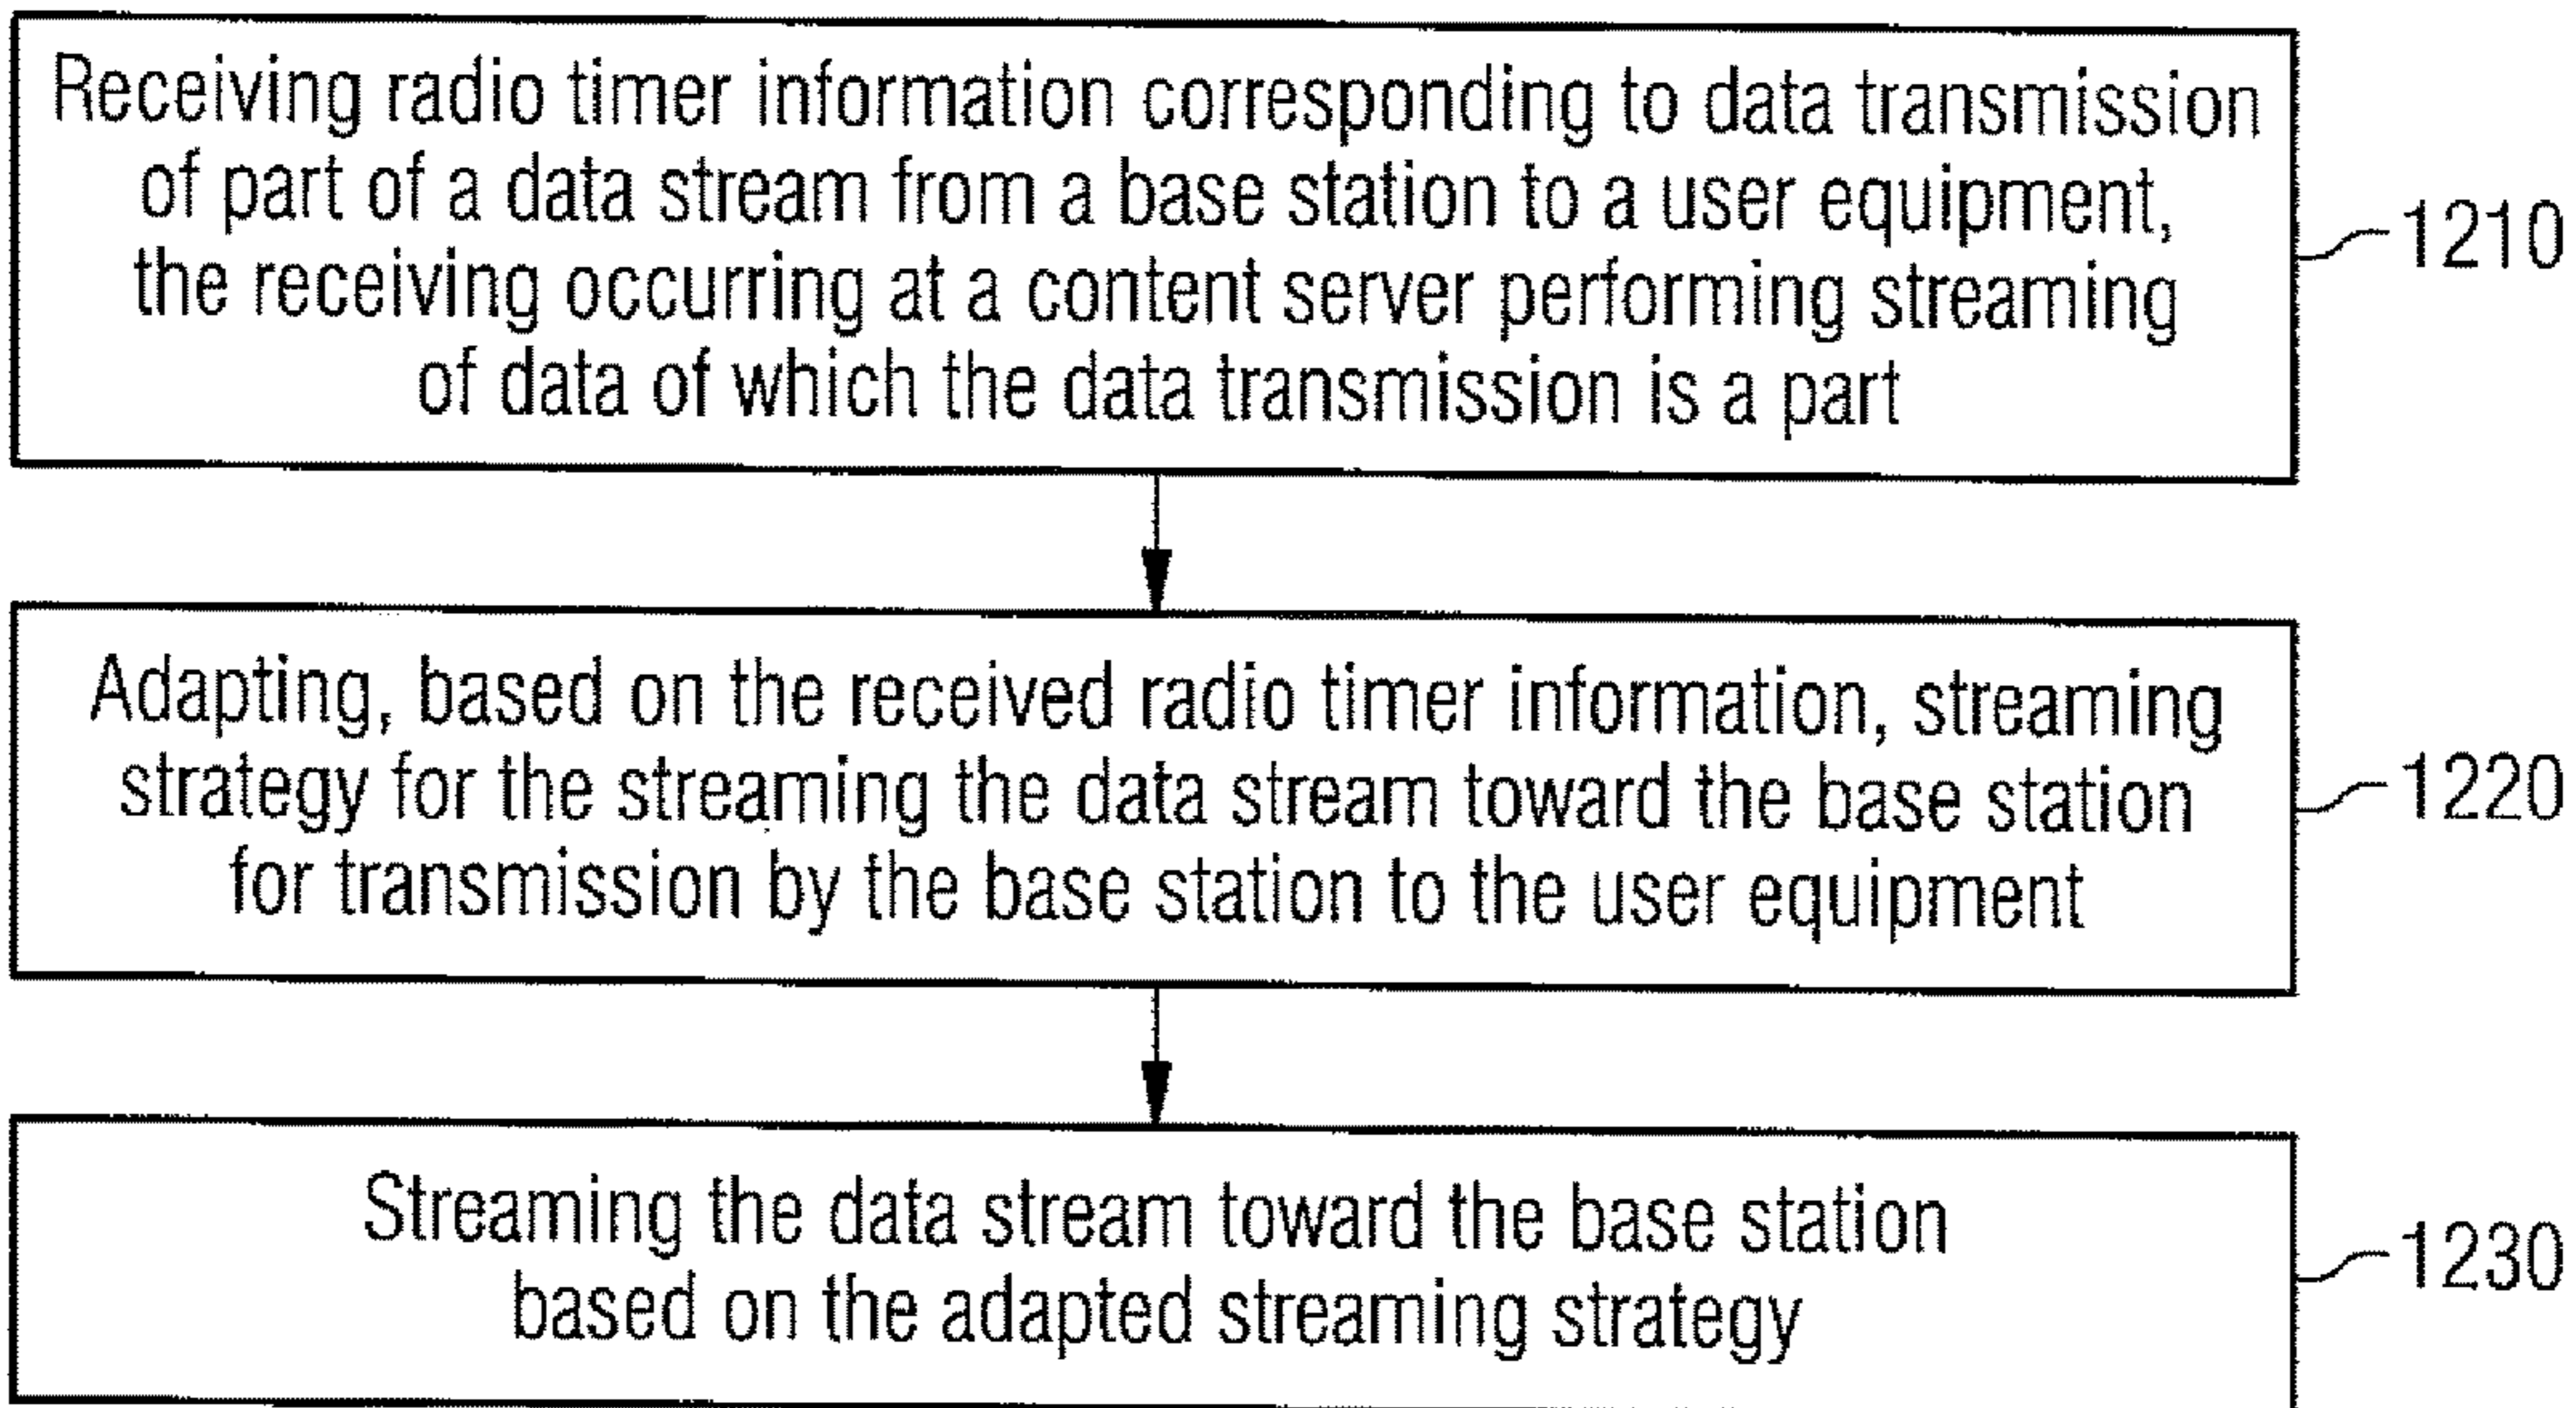 Receiving radio timer information corresponding to data transmission
of part of a data stream from a base station to a user equipment,
the receiving occurring at a content server performing streaming
of data of which the data transmission is a part
1210
Adapting, based on the received radio timer information, streaming
strategy for the streaming the data stream toward the base station
for transmission by the base station to the user equipment
1220
Streaming the data stream toward the base station
based on the adapted streaming strategy
1230